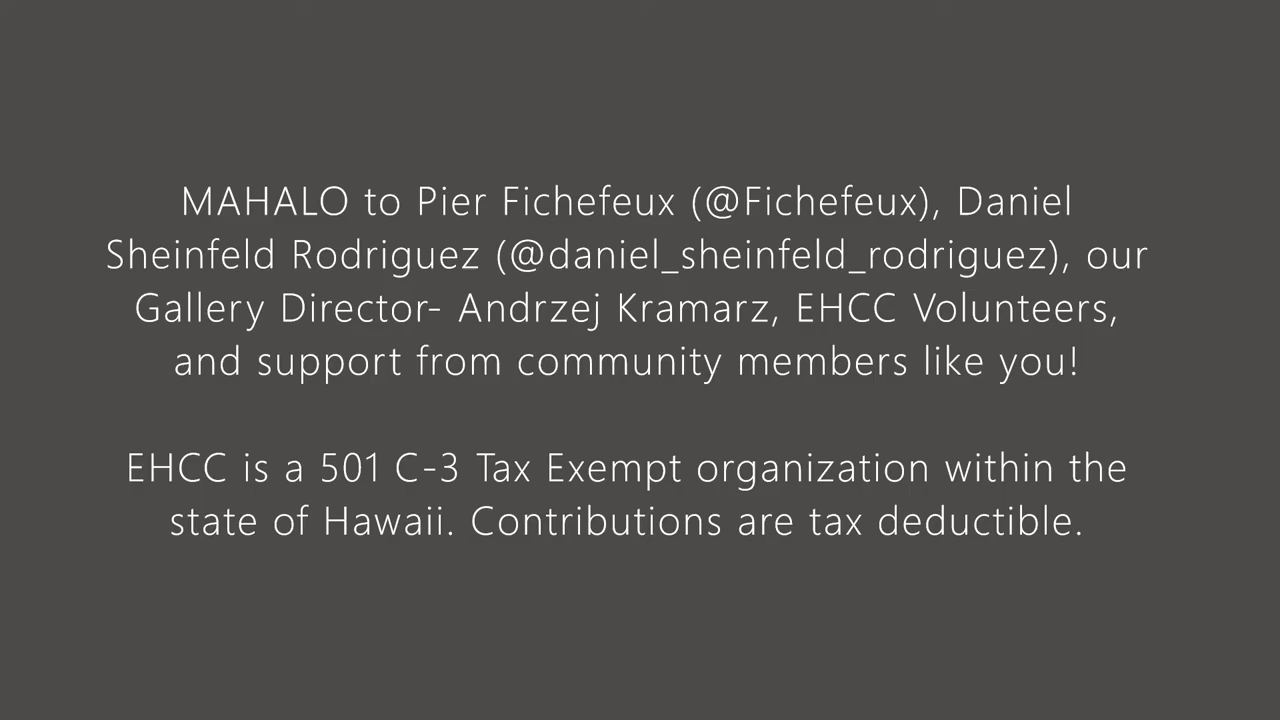 MAHALO to Pier Fichefeux (@Fichefeux), Daniel
Sheinfeld Rodriguez (@daniel_sheinfeld_rodriguez), our
Gallery Director- Andrzej Kramarz, EHCC Volunteers,
and support from community members like you!
EHCC is a 501 C-3 Tax Exempt organization within the
state of Hawaii. Contributions are tax deductible.